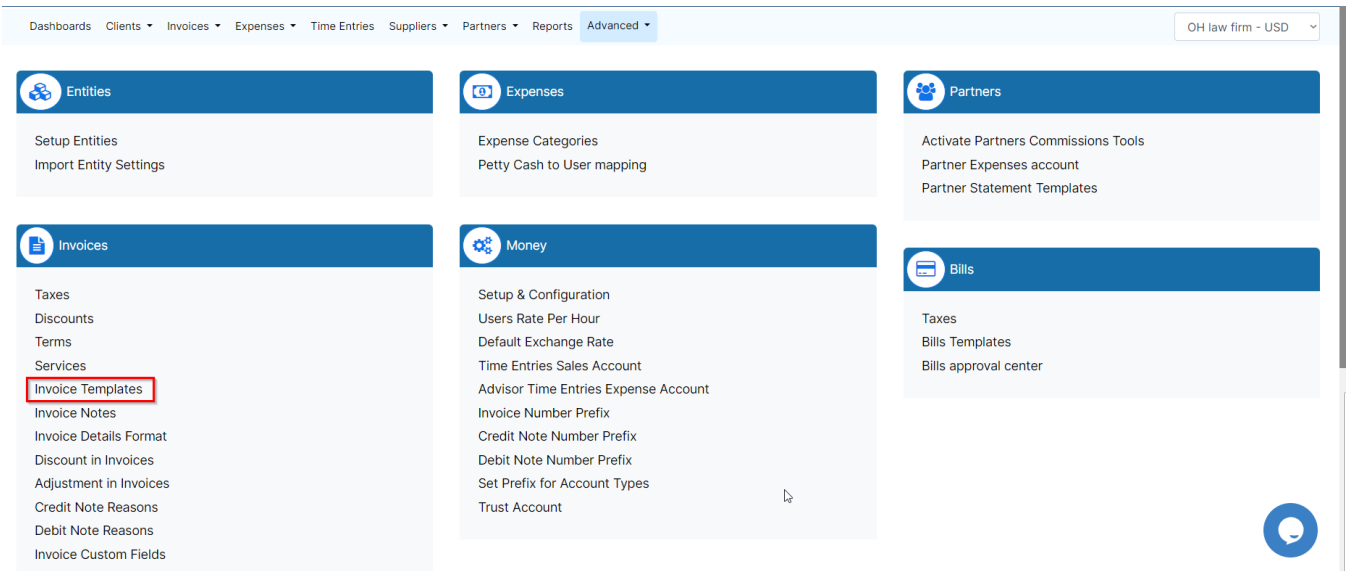 Dashboards Clients Invoices Expenses Time Entries Suppliers Partners Reports Advanced OH law firm - USD
Entities
Setup Entities
Import Entity Settings
Expenses
Expense Categories
Petty Cash to User mapping
Partners
Activate Partners Commissions Tools
Partner Expenses account
Partner Statement Templates
Invoices
Taxes
Discounts
Terms
Services
Invoice Templates
Invoice Notes
Invoice Details Format
Discount in Invoices
Adjustment in Invoices
Credit Note Reasons
Debit Note Reasons
Invoice Custom Fields
Money
Setup & Configuration
Users Rate Per Hour
Default Exchange Rate
Time Entries Sales Account
Advisor Time Entries Expense Account
Invoice Number Prefix
Credit Note Number Prefix
Debit Note Number Prefix
Set Prefix for Account Types
Trust Account
Bills
Taxes
Bills Templates
Bills approval center